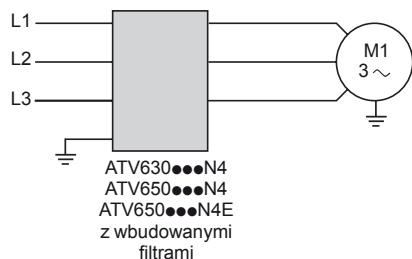 L1
L2
L3
M1
3 ~
ATV630●●●N4
ATV650●●●N4
ATV650●●●N4E
z wbudowanymi
filtrami